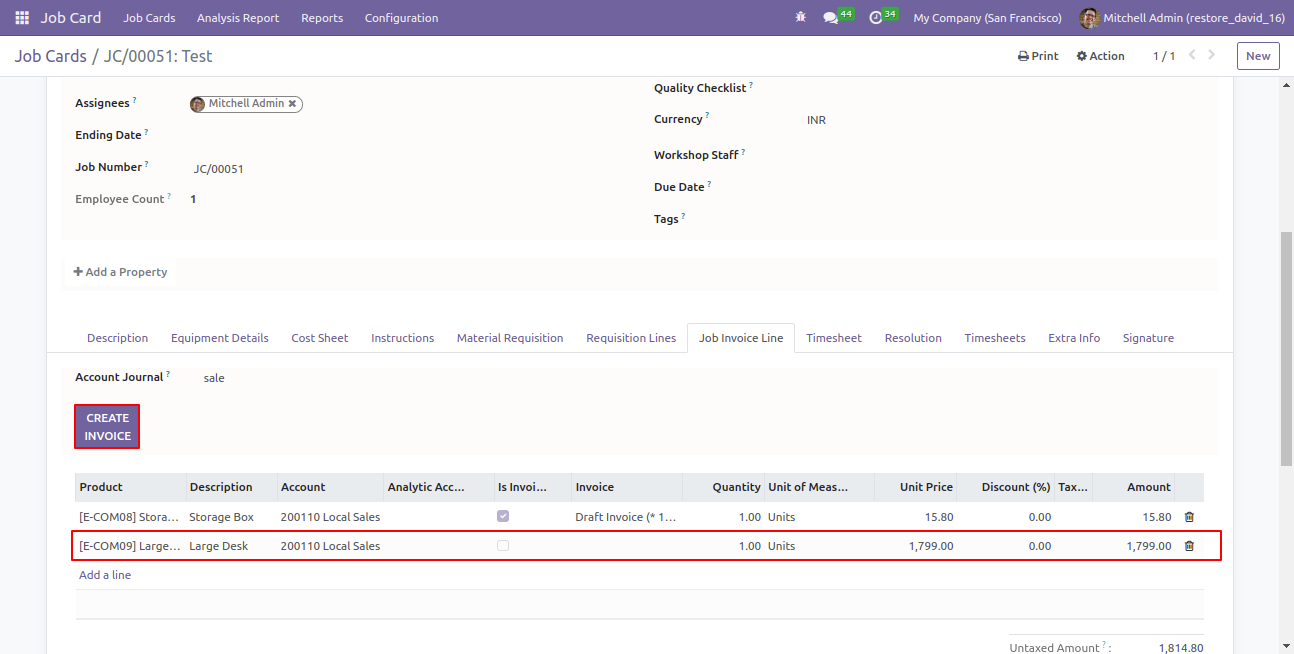 Job Card Job Cards Analysis Report Reports Configuration 44 34 My Company (San Francisco) Mitchell Admin (restore_david_16)
Job Cards / JC/00051: Test Print Action 1 / 1 New
Quality Checklist ?
Assignees ? Mitchell Admin ✖
Currency ? INR
Ending Date ?
Workshop Staff ?
Job Number ? JC/00051
Due Date ?
Employee Count ? 1
Tags ?
+ Add a Property
Description Equipment Details Cost Sheet Instructions Material Requisition Requisition Lines Job Invoice Line Timesheet Resolution Timesheets Extra Info Signature
Account Journal ? sale
CREATE
INVOICE
Product Description Account Analytic Acc... Is Invoi... Invoice Quantity Unit of Meas... Unit Price Discount (%) Tax... Amount
[E-COM08] Stora... Storage Box 200110 Local Sales Draft Invoice (* 1... 1.00 Units 15.80 0.00 15.80
[E-COM09] Large... Large Desk 200110 Local Sales 1.00 Units 1,799.00 0.00 1,799.00
Add a line
Untaxed Amount ? : 1,814.80